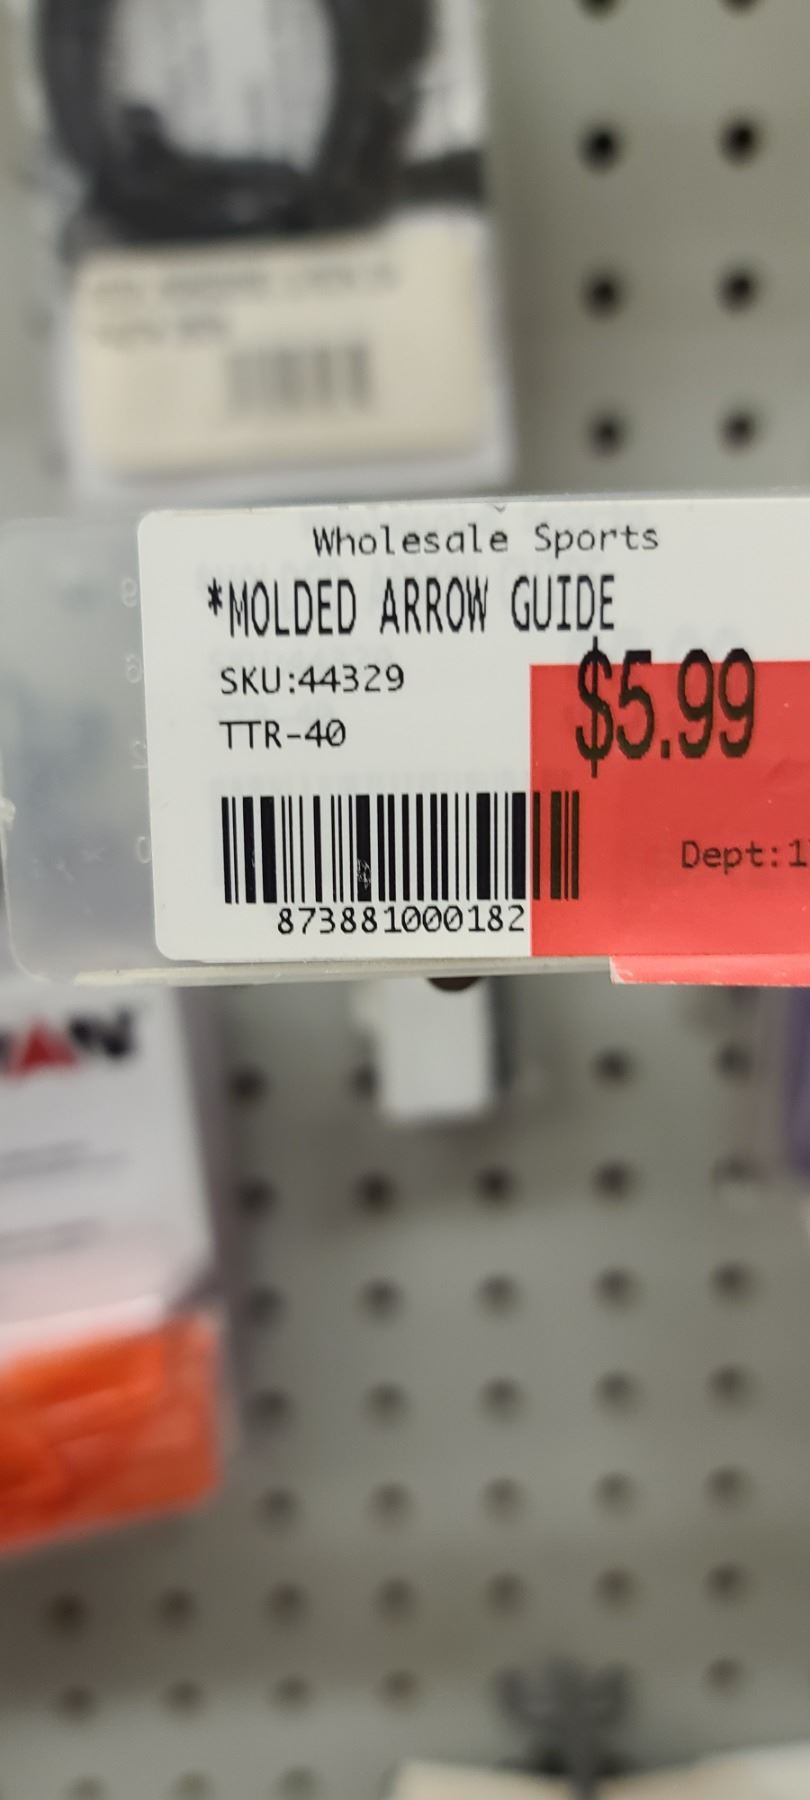 Wholesale Sports
*MOLDED ARROW GUIDE
SKU:44329
$5.99
TTR-40
Dept:1
873881000182